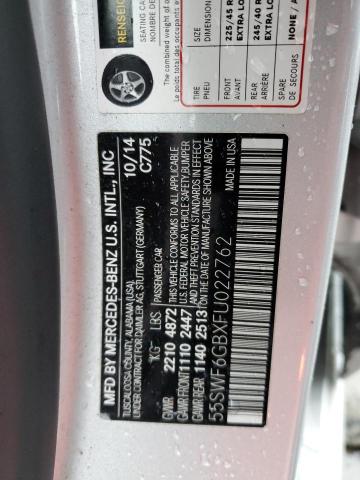 RENSEIG
SEATING CA
NOMBRE DE
The combined weight of o
Le poids total des occupan
TIRE
PNEU
SIZE
DIMENSION
FRONT
AVANT
225/45 R
EXTRA LO
REAR
ARRIÈRE
245/40 R
EXTRA LO
SPARE
DE SECOURS
NONE / A
MFD BY MERCEDES-BENZ U.S. INTL., INC
TUSCALOOSA COUNTY, ALABAMA (USA)
UNDER CONTRACT FOR DAIMLER AG, STUTTGART (GERMANY)
10/14
C775
KG LBS PASSENGER CAR
GVWR 2210 4872
GAWR FRONT 1110 2447
GAWR REAR 1140 2513
THIS VEHICLE CONFORMS TO ALL APPLICABLE
U.S. FEDERAL MOTOR VEHICLE SAFETY, BUMPER
AND THEFT PREVENTION STANDARDS IN EFFECT
ON THE DATE OF MANUFACTURE SHOWN ABOVE.
55SWF6GBXFU022762
MADE IN USA